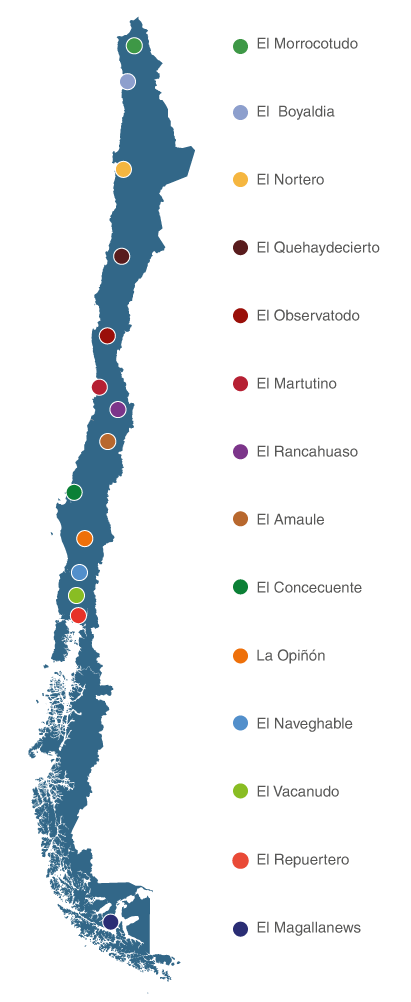 El Morrocotudo
El Boyaldia
El Nortero
El Quehaydecierto
El Observatodo
El Martutino
El Rancahuaso
El Amaule
El Concecuente
La Opiñón
El Naveghable
El Vacanudo
El Repuertero
El Magallanews